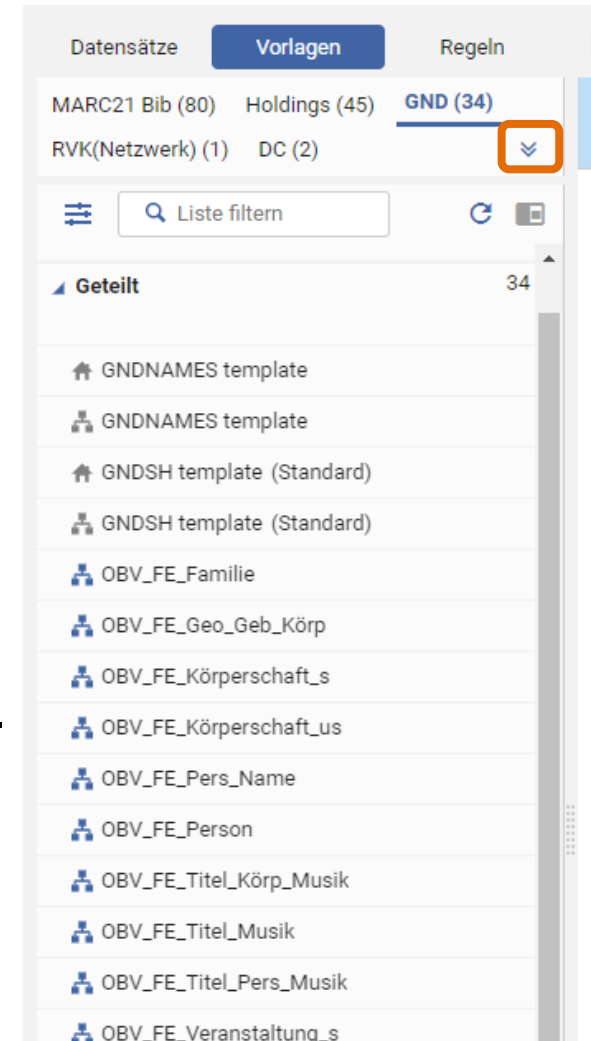 Datensätze Vorlagen Regeln
MARC21 Bib (80) Holdings (45) GND (34)
RVK(Netzwerk) (1) DC (2)
Liste filtern
Geteilt 34
GNDNAMES template
GNDNAMES template
GNDSH template (Standard)
GNDSH template (Standard)
OBV_FE_Familie
OBV_FE_Geo_Geb_Körp
OBV_FE_Körperschaft_s
OBV_FE_Körperschaft_us
OBV_FE_Pers_Name
OBV_FE_Person
OBV_FE_Titel_Körp_Musik
OBV_FE_Titel_Musik
OBV_FE_Titel_Pers_Musik
OBV_FE_Veranstaltung_s